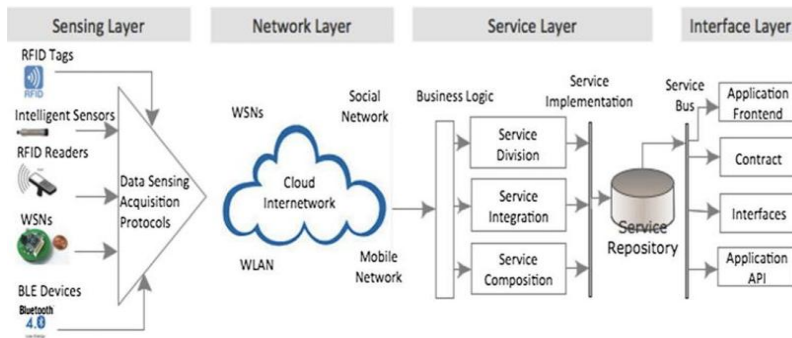 Sensing Layer
Network Layer
Service Layer
Interface Layer
RFID Tags
RFID
Intelligent Sensors
RFID Readers
WSNs
BLE Devices
Bluetooth
4.0
Data Sensing
Acquisition
Protocols
WSNs
Social
Network
Cloud
Internetwork
WLAN
Mobile
Network
Business Logic
Service
Division
Service
Integration
Service
Composition
Service
Implementation
Service
Repository
Service
Bus
Application
Frontend
Contract
Interfaces
Application
API